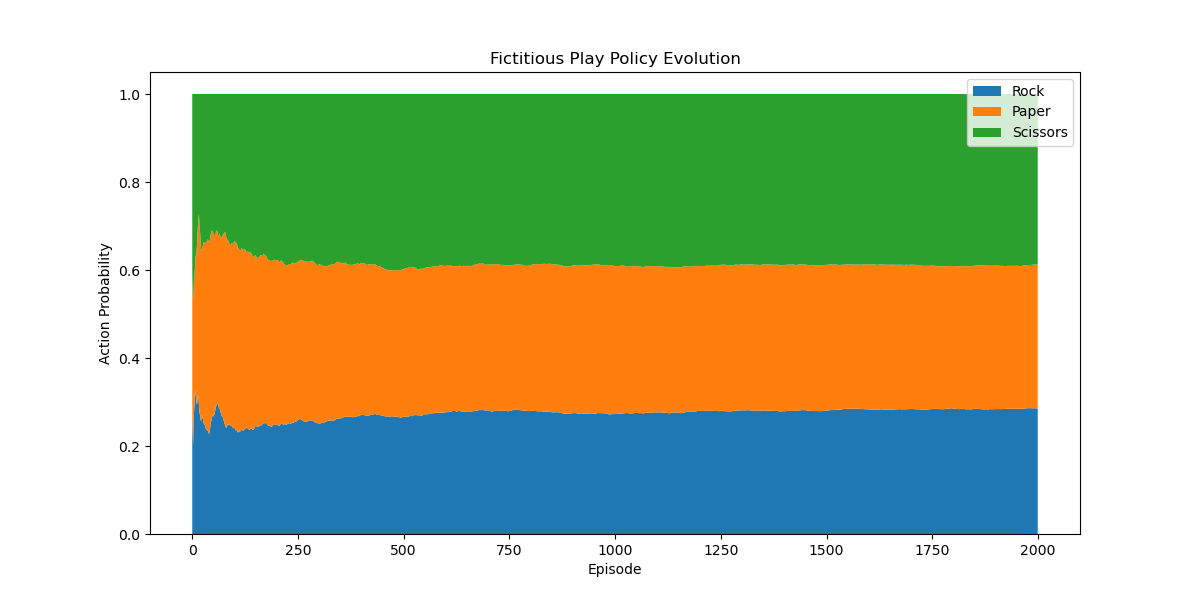 Fictitious Play Policy Evolution
Rock
Paper
Scissors
Action Probability
1.0
0.8
0.6
0.4
0.2
0.0
0 250 500 750 1000 1250 1500 1750 2000
Episode